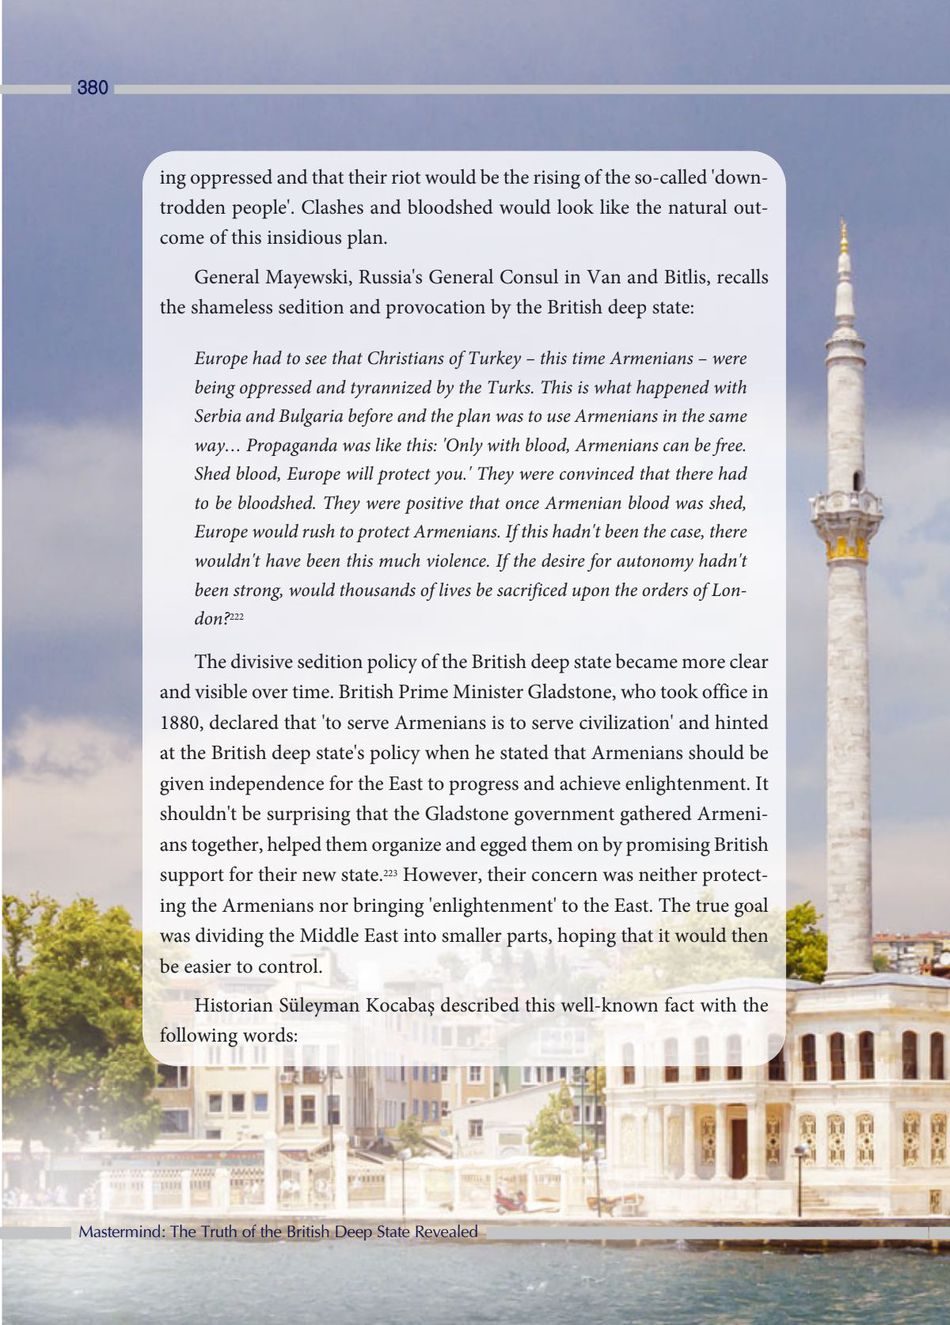 380
ing oppressed and that their riot would be the rising of the so-called 'down-
trodden people'. Clashes and bloodshed would look like the natural out-
come of this insidious plan.
General Mayewski, Russia's General Consul in Van and Bitlis, recalls
the shameless sedition and provocation by the British deep state:
Europe had to see that Christians of Turkey – this time Armenians – were
being oppressed and tyrannized by the Turks. This is what happened with
Serbia and Bulgaria before and the plan was to use Armenians in the same
way… Propaganda was like this: 'Only with blood, Armenians can be free.
Shed blood, Europe will protect you.' They were convinced that there had
to be bloodshed. They were positive that once Armenian blood was shed,
Europe would rush to protect Armenians. If this hadn't been the case, there
wouldn't have been this much violence. If the desire for autonomy hadn't
been strong, would thousands of lives be sacrificed upon the orders of Lon-
don?222
The divisive sedition policy of the British deep state became more clear
and visible over time. British Prime Minister Gladstone, who took office in
1880, declared that 'to serve Armenians is to serve civilization' and hinted
at the British deep state's policy when he stated that Armenians should be
given independence for the East to progress and achieve enlightenment. It
shouldn't be surprising that the Gladstone government gathered Armeni-
ans together, helped them organize and egged them on by promising British
support for their new state.223 However, their concern was neither protect-
ing the Armenians nor bringing 'enlightenment' to the East. The true goal
was dividing the Middle East into smaller parts, hoping that it would then
be easier to control.
Historian Süleyman Kocabaş described this well-known fact with the
following words:
Mastermind: The Truth of the British Deep State Revealed